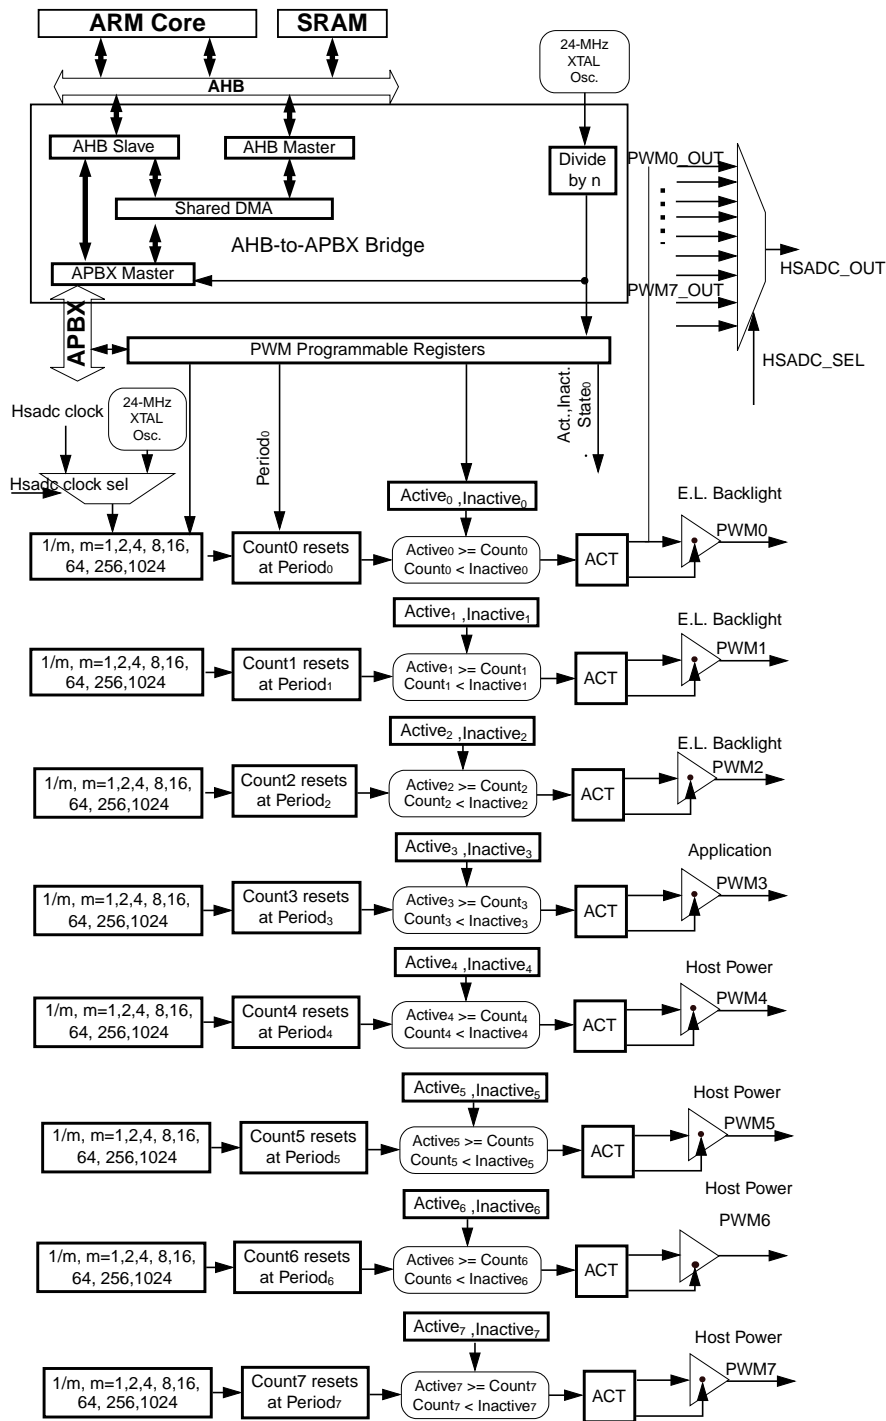 ARM Core
SRAM
24-MHz
XTAL
Osc.
AHB
AHB Slave
AHB Master
Divide
by n
PWM0_OUT
Shared DMA
AHB-to-APBX Bridge
HSADC_OUT
APBX Master
PWM7_OUT
APBX
PWM Programmable Registers
HSADC_SEL
Hsadc clock
24-MHz
XTAL
Osc.
Period0
Act.,Inact.
State0
Hsadc clock sel
Active0 ,Inactive0
E.L. Backlight
1/m, m=1,2,4, 8,16,
64, 256,1024
Count0 resets
at Period0
Active0 >= Count0
Count0 < Inactive0
ACT
PWM0
Active1 ,Inactive1
E.L. Backlight
1/m, m=1,2,4, 8,16,
64, 256,1024
Count1 resets
at Period1
Active1 >= Count1
Count1 < Inactive1
ACT
PWM1
Active2 ,Inactive2
E.L. Backlight
1/m, m=1,2,4, 8,16,
64, 256,1024
Count2 resets
at Period2
Active2 >= Count2
Count2 < Inactive2
ACT
PWM2
Active3 ,Inactive3
Application
1/m, m=1,2,4, 8,16,
64, 256,1024
Count3 resets
at Period3
Active3 >= Count3
Count3 < Inactive3
ACT
PWM3
Active4 ,Inactive4
Host Power
1/m, m=1,2,4, 8,16,
64, 256,1024
Count4 resets
at Period4
Active4 >= Count4
Count4 < Inactive4
ACT
PWM4
Active5 ,Inactive5
Host Power
1/m, m=1,2,4, 8,16,
64, 256,1024
Count5 resets
at Period5
Active5 >= Count5
Count5 < Inactive5
ACT
PWM5
Active6 ,Inactive6
Host Power
1/m, m=1,2,4, 8,16,
64, 256,1024
Count6 resets
at Period6
Active6 >= Count6
Count6 < Inactive6
ACT
PWM6
Active7 ,Inactive7
Host Power
1/m, m=1,2,4, 8,16,
64, 256,1024
Count7 resets
at Period7
Active7 >= Count7
Count7 < Inactive7
ACT
PWM7